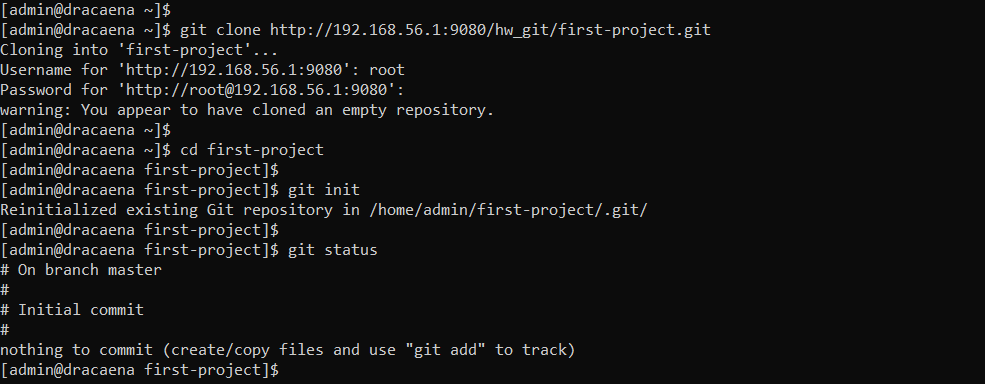 [admin@dracaena ~]$
[admin@dracaena ~]$ git clone http://192.168.56.1:9080/hw_git/first-project.git
Cloning into 'first-project'...
Username for 'http://192.168.56.1:9080': root
Password for 'http://root@192.168.56.1:9080':
warning: You appear to have cloned an empty repository.
[admin@dracaena ~]$
[admin@dracaena ~]$ cd first-project
[admin@dracaena first-project]$
[admin@dracaena first-project]$ git init
Reinitialized existing Git repository in /home/admin/first-project/.git/
[admin@dracaena first-project]$
[admin@dracaena first-project]$ git status
# On branch master
#
# Initial commit
#
nothing to commit (create/copy files and use "git add" to track)
[admin@dracaena first-project]$